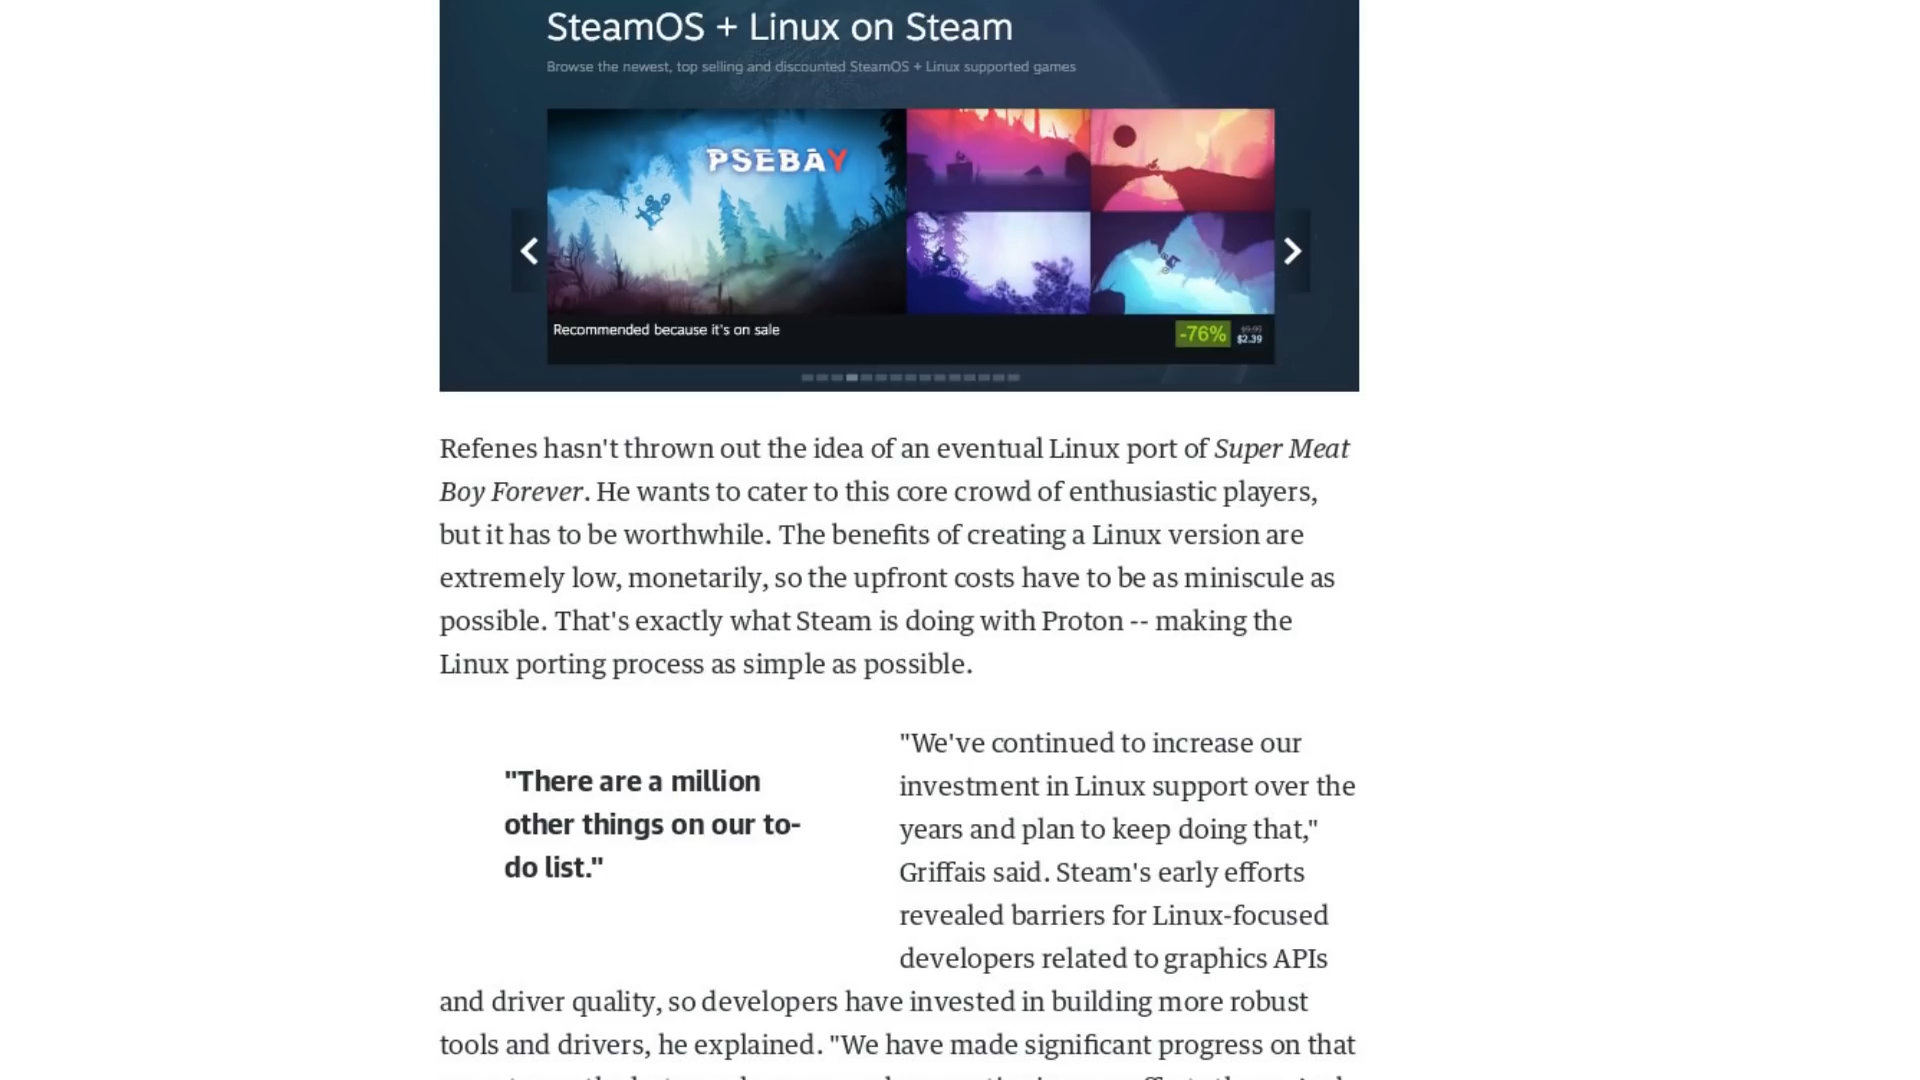 SteamOS + Linux on Steam
Browse the newest, top selling and discounted SteamOS + Linux supported games
PSEBAY
Recommended because it's on sale
-76%
$9.99
$2.39
Refenes hasn't thrown out the idea of an eventual Linux port of Super Meat
Boy Forever. He wants to cater to this core crowd of enthusiastic players,
but it has to be worthwhile. The benefits of creating a Linux version are
extremely low, monetarily, so the upfront costs have to be as miniscule as
possible. That's exactly what Steam is doing with Proton -- making the
Linux porting process as simple as possible.
"There are a million
other things on our to-
do list."
"We've continued to increase our
investment in Linux support over the
years and plan to keep doing that,"
Griffais said. Steam's early efforts
revealed barriers for Linux-focused
developers related to graphics APIs
and driver quality, so developers have invested in building more robust
tools and drivers, he explained. "We have made significant progress on that